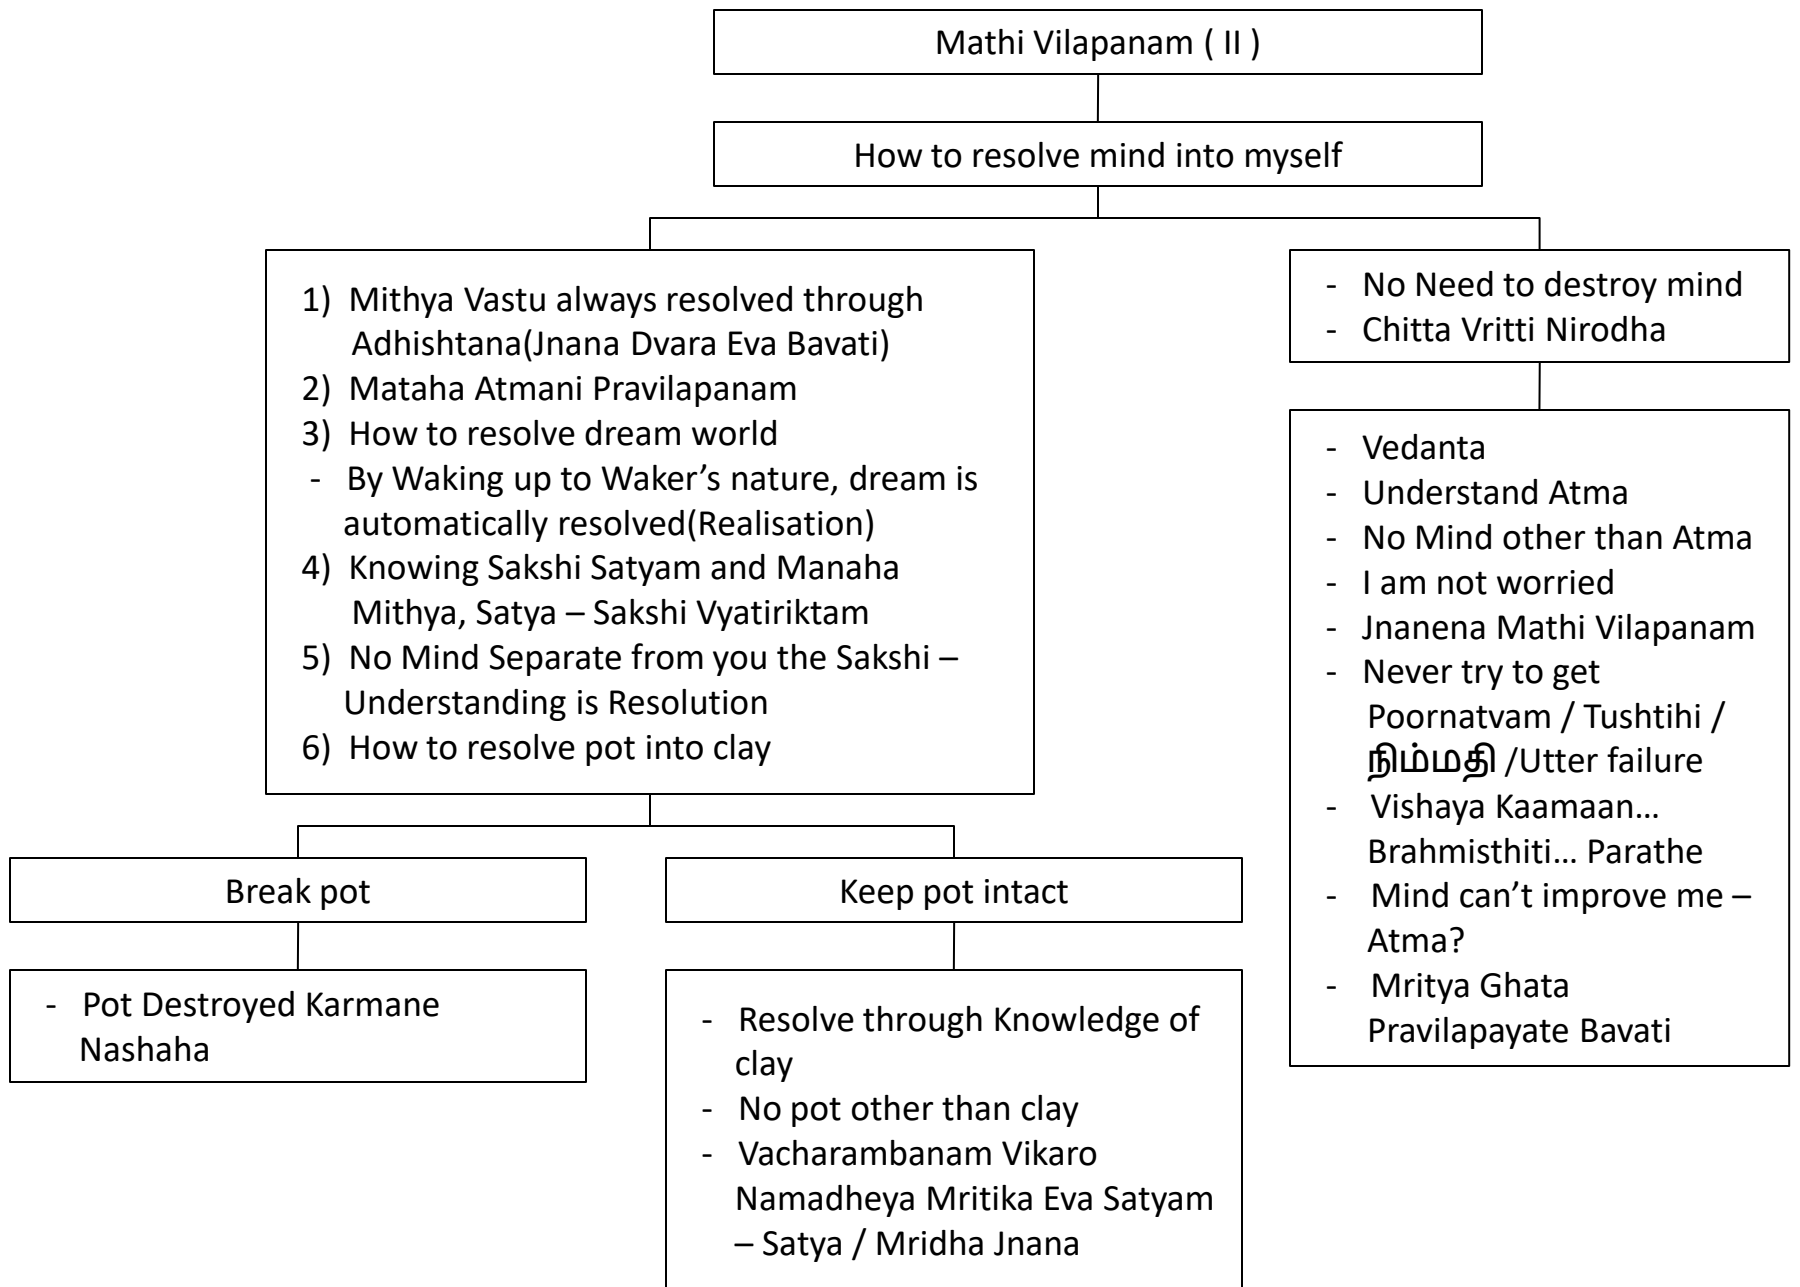 Mathi Vilapanam ( II )
How to resolve mind into myself
1) Mithya Vastu always resolved through
Adhishtana(Jnana Dvara Eva Bavati)
2) Mataha Atmani Pravilapanam
3) How to resolve dream world
- By Waking up to Waker’s nature, dream is
automatically resolved(Realisation)
4) Knowing Sakshi Satyam and Manaha
Mithya, Satya – Sakshi Vyatiriktam
5) No Mind Separate from you the Sakshi –
Understanding is Resolution
6) How to resolve pot into clay
- No Need to destroy mind
- Chitta Vritti Nirodha
- Vedanta
- Understand Atma
- No Mind other than Atma
- I am not worried
- Jnanena Mathi Vilapanam
- Never try to get
Poornatvam / Tushtihi /
நிம்மதி /Utter failure
- Vishaya Kaamaan…
Brahmisthiti… Parathe
- Mind can’t improve me –
Atma?
- Mritya Ghata
Pravilapayate Bavati
Break pot
- Pot Destroyed Karmane
Nashaha
Keep pot intact
- Resolve through Knowledge of
clay
- No pot other than clay
- Vacharambanam Vikaro
Namadheya Mritika Eva Satyam
– Satya / Mridha Jnana